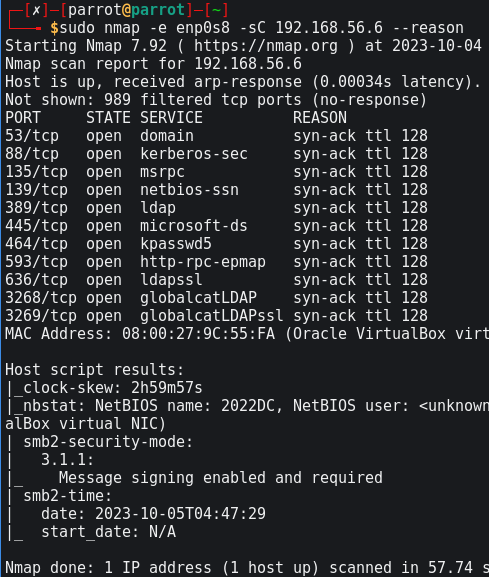 ┌─[✗]─[parrot@parrot]─[~]
└──╼ $sudo nmap -e enp0s8 -sC 192.168.56.6 --reason
Starting Nmap 7.92 ( https://nmap.org ) at 2023-10-04
Nmap scan report for 192.168.56.6
Host is up, received arp-response (0.00034s latency).
Not shown: 989 filtered tcp ports (no-response)
PORT     STATE SERVICE          REASON
53/tcp   open  domain           syn-ack ttl 128
88/tcp   open  kerberos-sec     syn-ack ttl 128
135/tcp  open  msrpc            syn-ack ttl 128
139/tcp  open  netbios-ssn      syn-ack ttl 128
389/tcp  open  ldap             syn-ack ttl 128
445/tcp  open  microsoft-ds     syn-ack ttl 128
464/tcp  open  kpasswd5         syn-ack ttl 128
593/tcp  open  http-rpc-epmap   syn-ack ttl 128
636/tcp  open  ldapssl          syn-ack ttl 128
3268/tcp open  globalcatLDAP    syn-ack ttl 128
3269/tcp open  globalcatLDAPssl syn-ack ttl 128
MAC Address: 08:00:27:9C:55:FA (Oracle VirtualBox virt
Host script results:
|_clock-skew: 2h59m57s
|_nbstat: NetBIOS name: 2022DC, NetBIOS user: <unknown
alBox virtual NIC)
| smb2-security-mode:
|   3.1.1:
|_    Message signing enabled and required
| smb2-time:
|   date: 2023-10-05T04:47:29
|_  start_date: N/A
Nmap done: 1 IP address (1 host up) scanned in 57.74 s